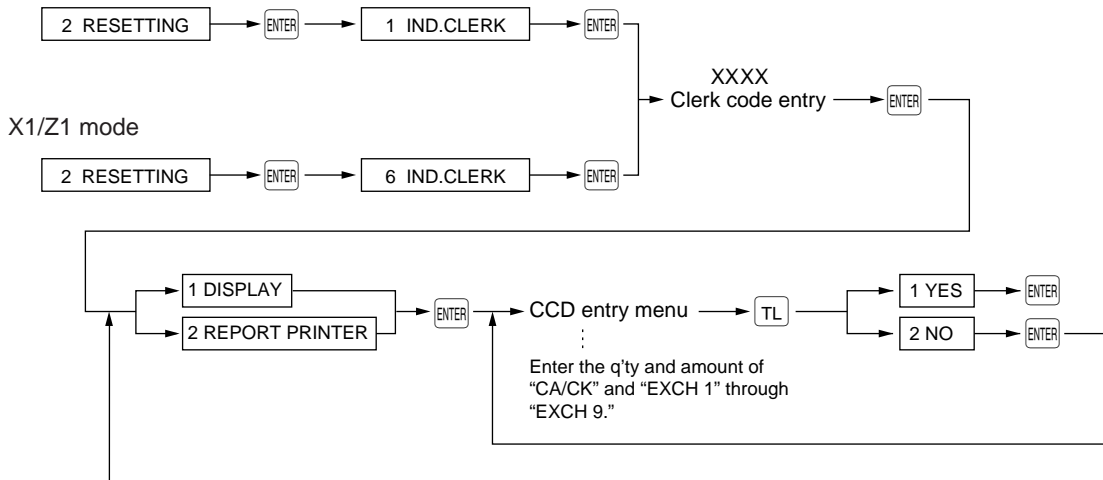 2 RESETTING ENTER 1 IND.CLERK ENTER
XXXX
Clerk code entry ENTER
X1/Z1 mode
2 RESETTING ENTER 6 IND.CLERK ENTER
1 DISPLAY
2 REPORT PRINTER
ENTER
CCD entry menu
TL
1 YES ENTER
2 NO ENTER
Enter the q'ty and amount of
“CA/CK” and “EXCH 1” through
“EXCH 9.”